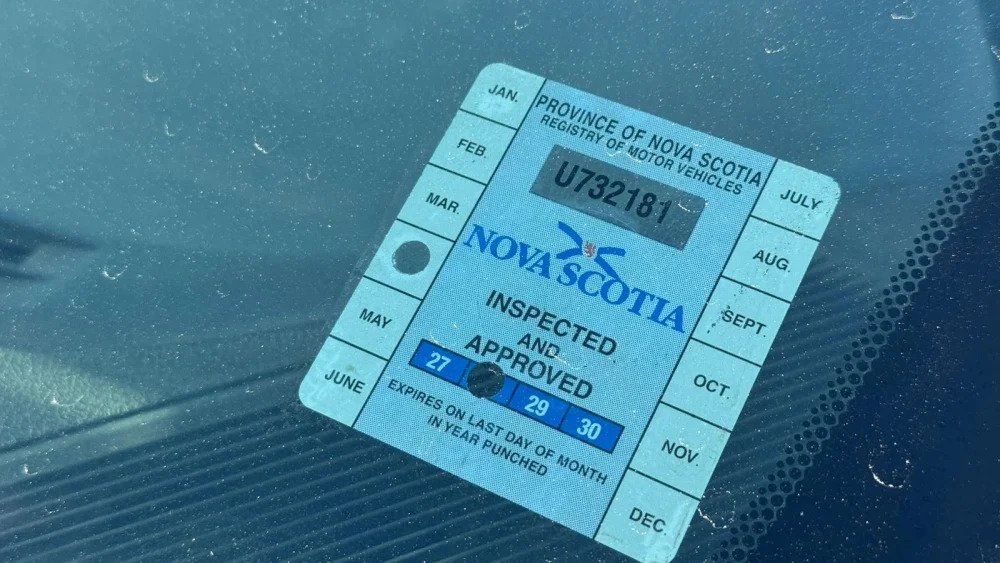 JAN.
FEB.
MAR.
MAY
JUNE
PROVINCE OF NOVA SCOTIA
REGISTRY OF MOTOR VEHICLES
U732181
NOVA SCOTIA
INSPECTED
AND
APPROVED
27 29 30
EXPIRES ON LAST DAY OF MONTH
IN YEAR PUNCHED
JULY
AUG.
SEPT.
OCT.
NOV.
DEC.